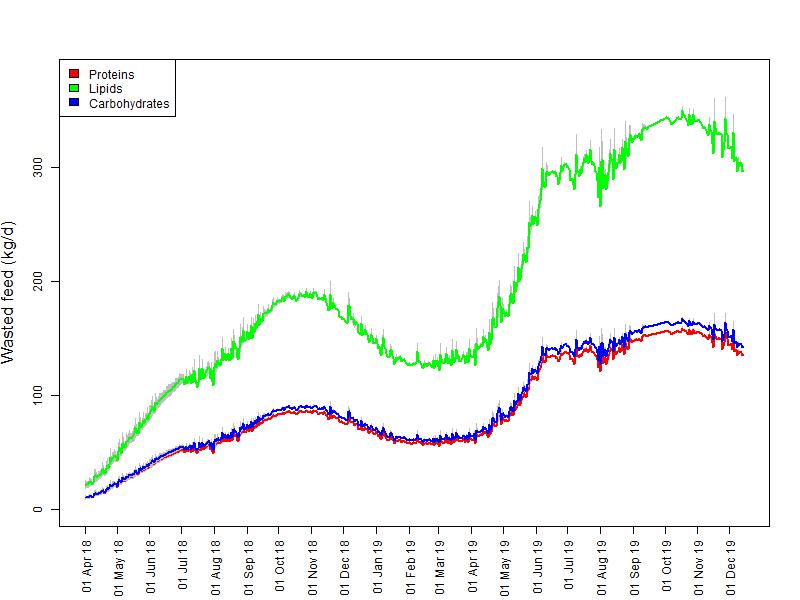 Proteins
Lipids
Carbohydrates
Wasted feed (kg/d)
300
200
100
0
01 Apr 18
01 May 18
01 Jun 18
01 Jul 18
01 Aug 18
01 Sep 18
01 Oct 18
01 Nov 18
01 Dec 18
01 Jan 19
01 Feb 19
01 Mar 19
01 Apr 19
01 May 19
01 Jun 19
01 Jul 19
01 Aug 19
01 Sep 19
01 Oct 19
01 Nov 19
01 Dec 19